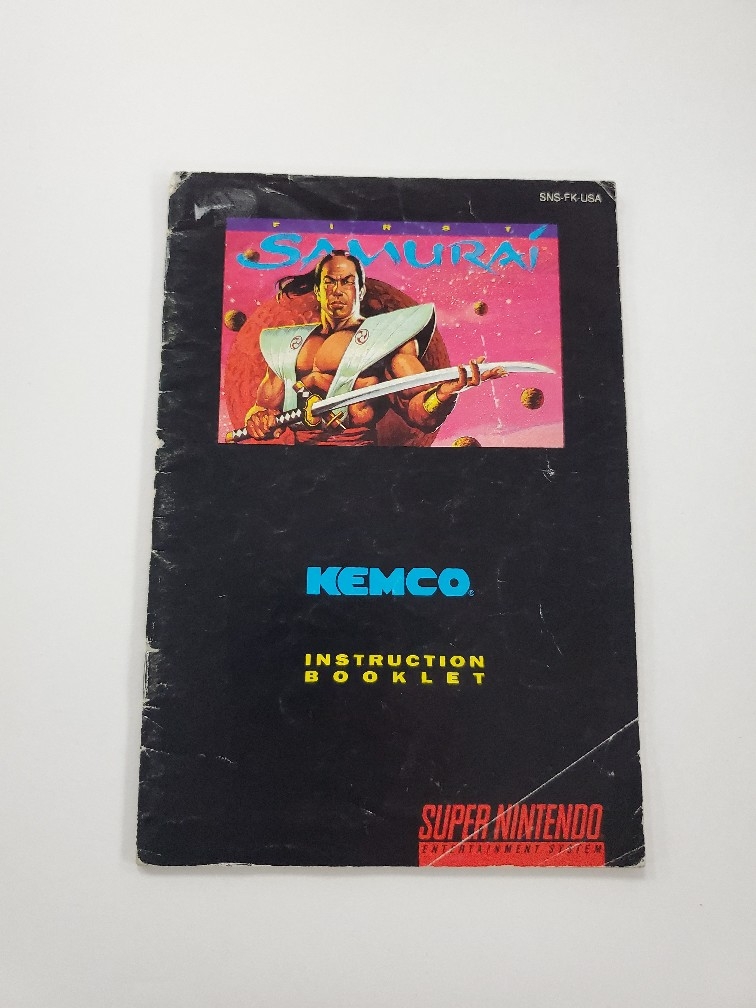 SNS-FK-USA
FIRST
SAMURAI
KEMCO®
INSTRUCTION
BOOKLET
SUPER NINTENDO
ENTERTAINMENT SYSTEM